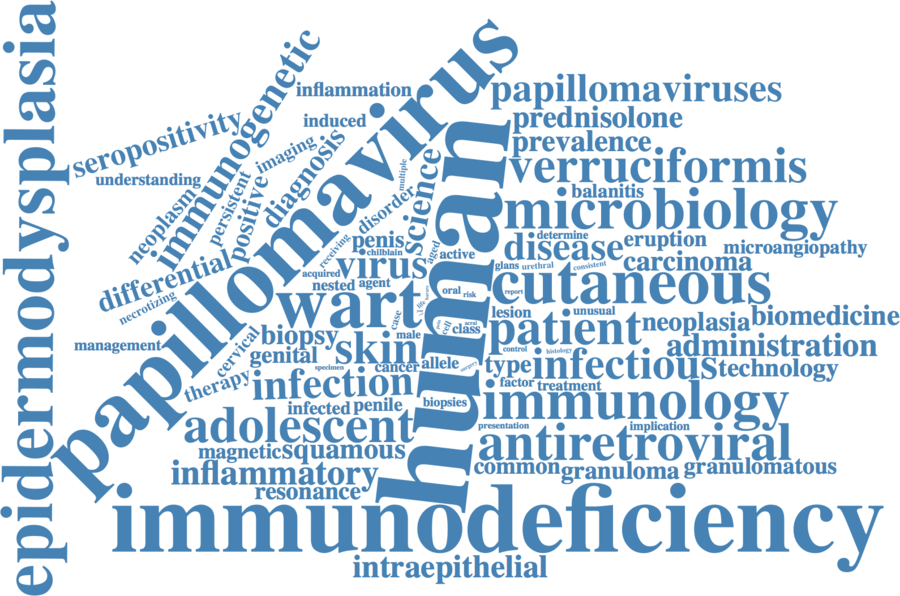 epidermodysplasia
papillomavirus
human
immunodeficiency
immunogenetic
inflammation
papillomaviruses
seropositivity
induced
prednisolone
understanding
imaging
diagnosis
prevalence
neoplasm
persistent
positive
multiple
science
verruciformis
disorder
balanitis
microbiology
differential
receiving
penis
chilblain
aged
active
determine
disease
eruption
microangiopathy
necrotizing
acquired
virus
nested
agent
glans
urethral
consistent
carcinoma
cutaneous
oral
risk
report
wart
case
life
cell
class
lesion
unusual
patient
neoplasia
biomedicine
management
cervical
biopsy
male
genital
skin
control
histology
administration
specimen
cancer
allele
surgery
type
infectious
technology
therapy
infection
factor
treatment
infected
penile
biopsies
immunology
adolescent
presentation
implication
antiretroviral
magnetic
squamous
common
granuloma
granulomatous
inflammatory
resonance
intraepithelial